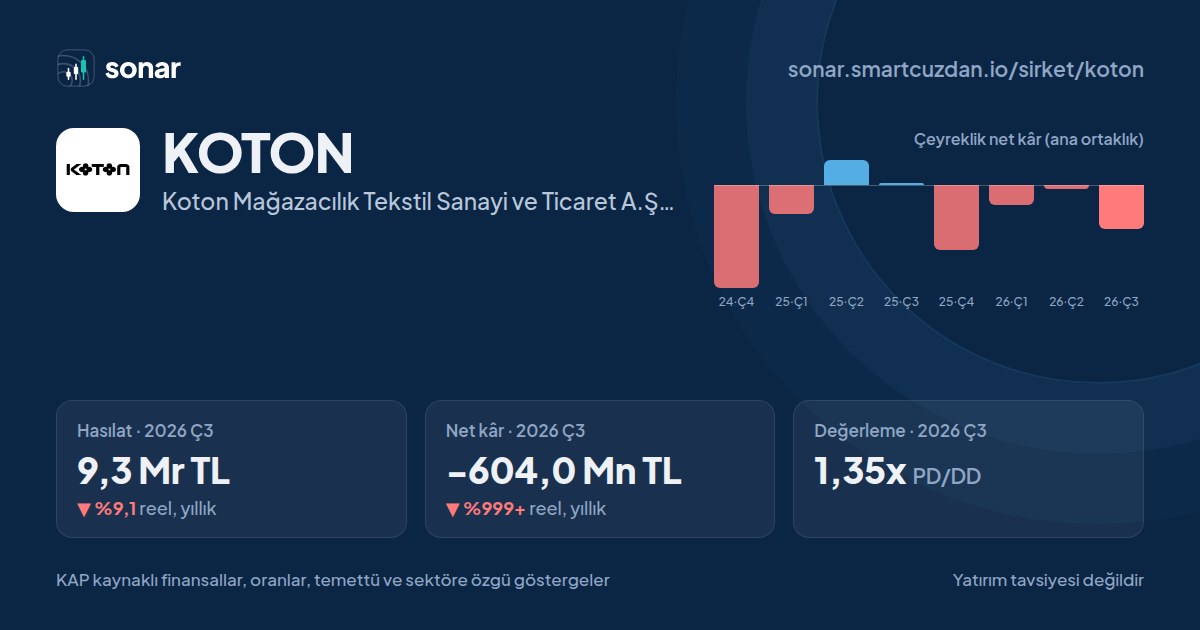 sonar
sonar.smartcuzdan.io/sirket/koton
KOTON
KOTON
Koton Mağazacılık Tekstil Sanayi ve Ticaret A.Ş...
Çeyreklik net kâr (ana ortaklık)
24·Ç4 25·Ç1 25·Ç2 25·Ç3 25·Ç4 26·Ç1 26·Ç2 26·Ç3
Hasılat · 2026 Ç3
9,3 Mr TL
▼ %9,1 reel, yıllık
Net kâr · 2026 Ç3
−604,0 Mn TL
▼ %999+ reel, yıllık
Değerleme · 2026 Ç3
1,35x PD/DD
KAP kaynaklı finansallar, oranlar, temettü ve sektöre özgü göstergeler
Yatırım tavsiyesi değildir